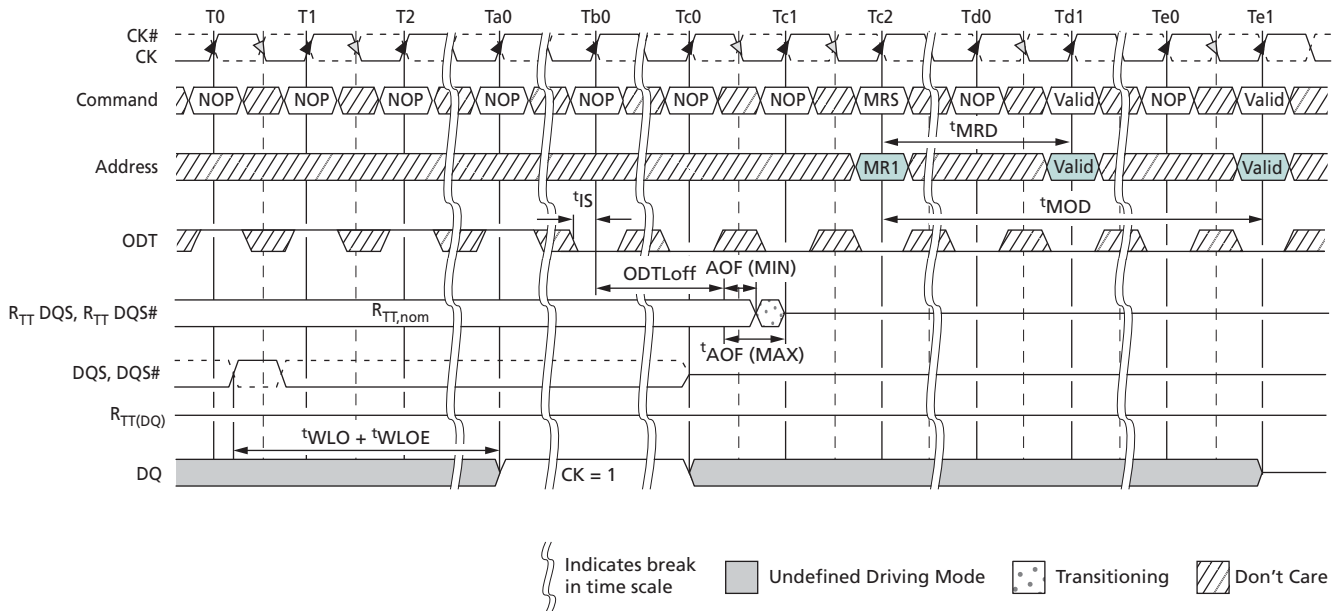 T0 T1 T2 Ta0 Tb0 Tc0 Tc1 Tc2 Td0 Td1 Te0 Te1
CK#
CK
Command NOP NOP NOP NOP NOP NOP NOP MRS NOP Valid NOP Valid
tMRD
Address MR1 Valid Valid
tIS
tMOD
ODT
ODTLoff AOF (MIN)
RTT DQS, RTT DQS# RTT,nom
tAOF (MAX)
DQS, DQS#
RTT(DQ)
tWLO + tWLOE
DQ CK = 1
Indicates break
in time scale
Undefined Driving Mode
Transitioning
Don't Care